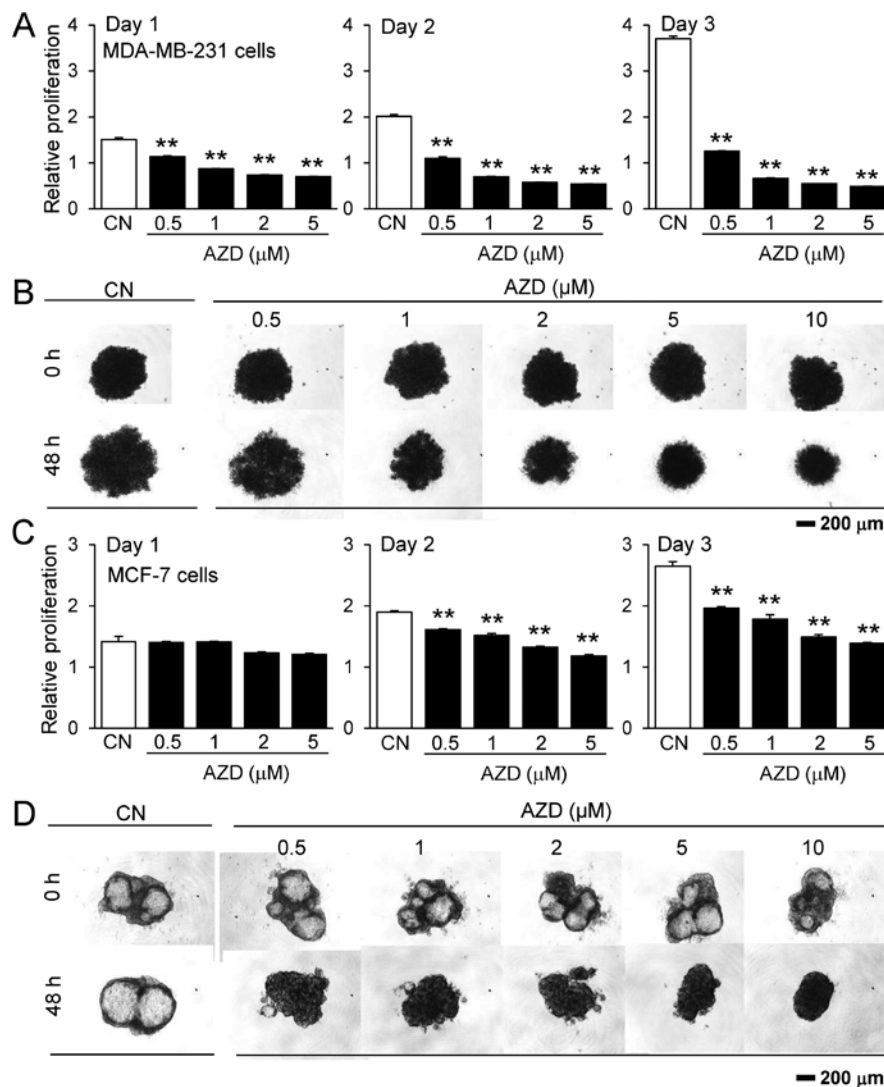 A
Day 1
MDA-MB-231 cells
Day 2
Day 3
Relative proliferation
4 4 4
3 3 3
2 2 2
1 1 1
0 0 0
** ** ** **
** ** ** **
** ** ** **
CN 0.5 1 2 5 CN 0.5 1 2 5 CN 0.5 1 2 5
AZD (μM) AZD (μM) AZD (μM)
B
CN AZD (μM)
0.5 1 2 5 10
0 h
48 h
200 μm
C
Day 1
MCF-7 cells
Day 2
Day 3
Relative proliferation
3 3 3
2 2 2
1 1 1
0 0 0
** ** ** **
** ** ** **
CN 0.5 1 2 5 CN 0.5 1 2 5 CN 0.5 1 2 5
AZD (μM) AZD (μM) AZD (μM)
D
CN AZD (μM)
0.5 1 2 5 10
0 h
48 h
200 μm